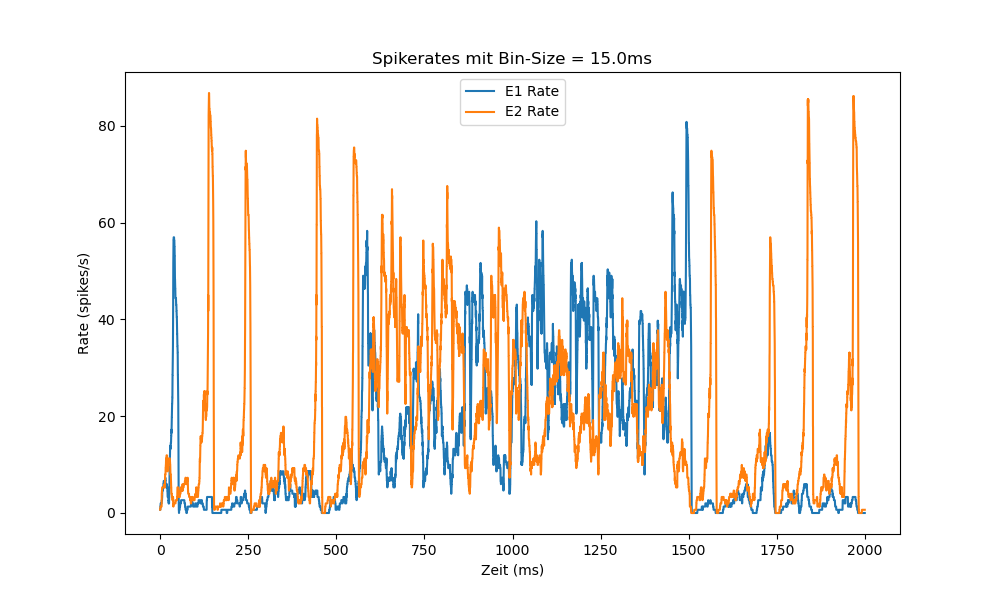 Spikerates mit Bin-Size = 15.0ms
E1 Rate
E2 Rate
Rate (spikes/s)
80
60
40
20
0
0 250 500 750 1000 1250 1500 1750 2000
Zeit (ms)